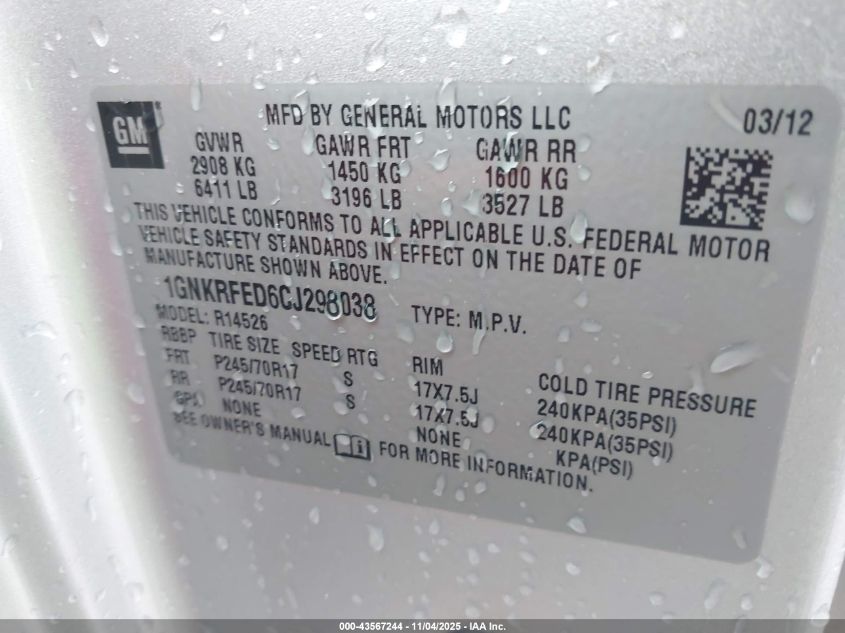 GM
MFD BY GENERAL MOTORS LLC
03/12
GVWR GAWR FRT GAWR RR
2908 KG 1450 KG 1600 KG
6411 LB 3196 LB 3527 LB
THIS VEHICLE CONFORMS TO ALL APPLICABLE U.S. FEDERAL MOTOR
VEHICLE SAFETY STANDARDS IN EFFECT ON THE DATE OF
MANUFACTURE SHOWN ABOVE.
1GNKRFED6CJ298038 TYPE: M.P.V.
MODEL: R14526
RBBP TIRE SIZE SPEED RTG RIM COLD TIRE PRESSURE
FRT P245/70R17 S 17X7.5J 240KPA(35PSI)
RR P245/70R17 S 17X7.5J 240KPA(35PSI)
NONE NONE KPA(PSI)
SEE OWNER'S MANUAL FOR MORE INFORMATION.
000-43567244 - 11/04/2025 - IAA Inc.